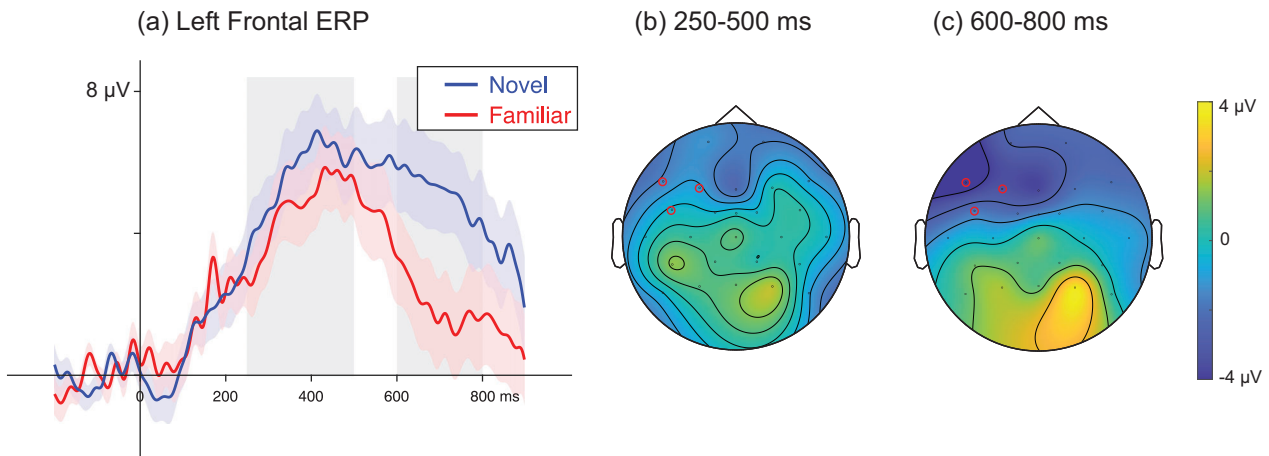 (a) Left Frontal ERP
(b) 250-500 ms
(c) 600-800 ms
8 µV
Novel
Familiar
0
200
400
600
800 ms
4 µV
0
-4 µV